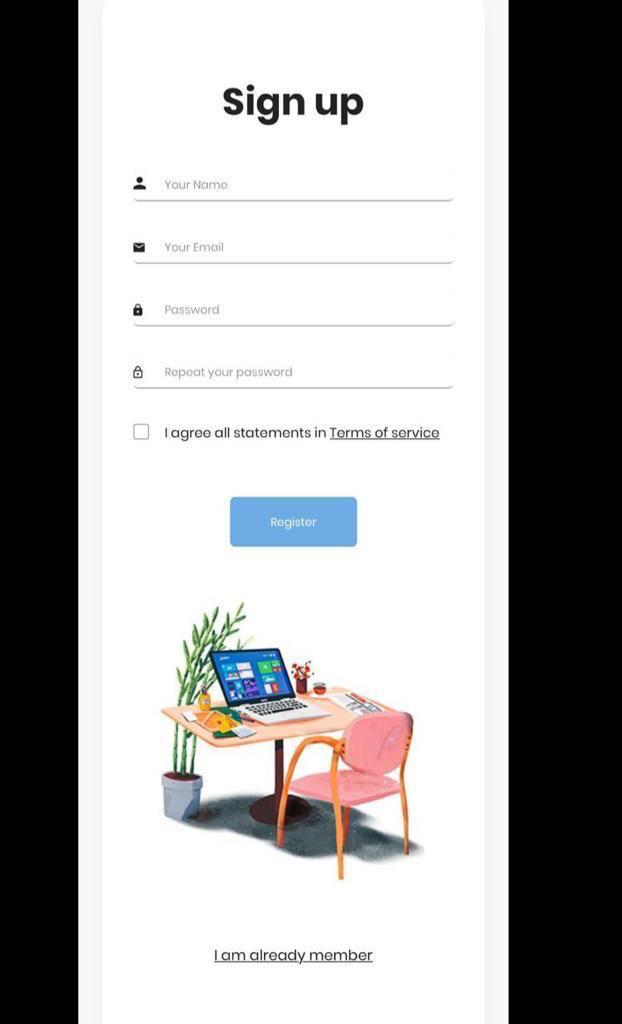 Sign up
Your Name
Your Email
Password
Repeat your password
I agree all statements in Terms of service
Register
I am already member